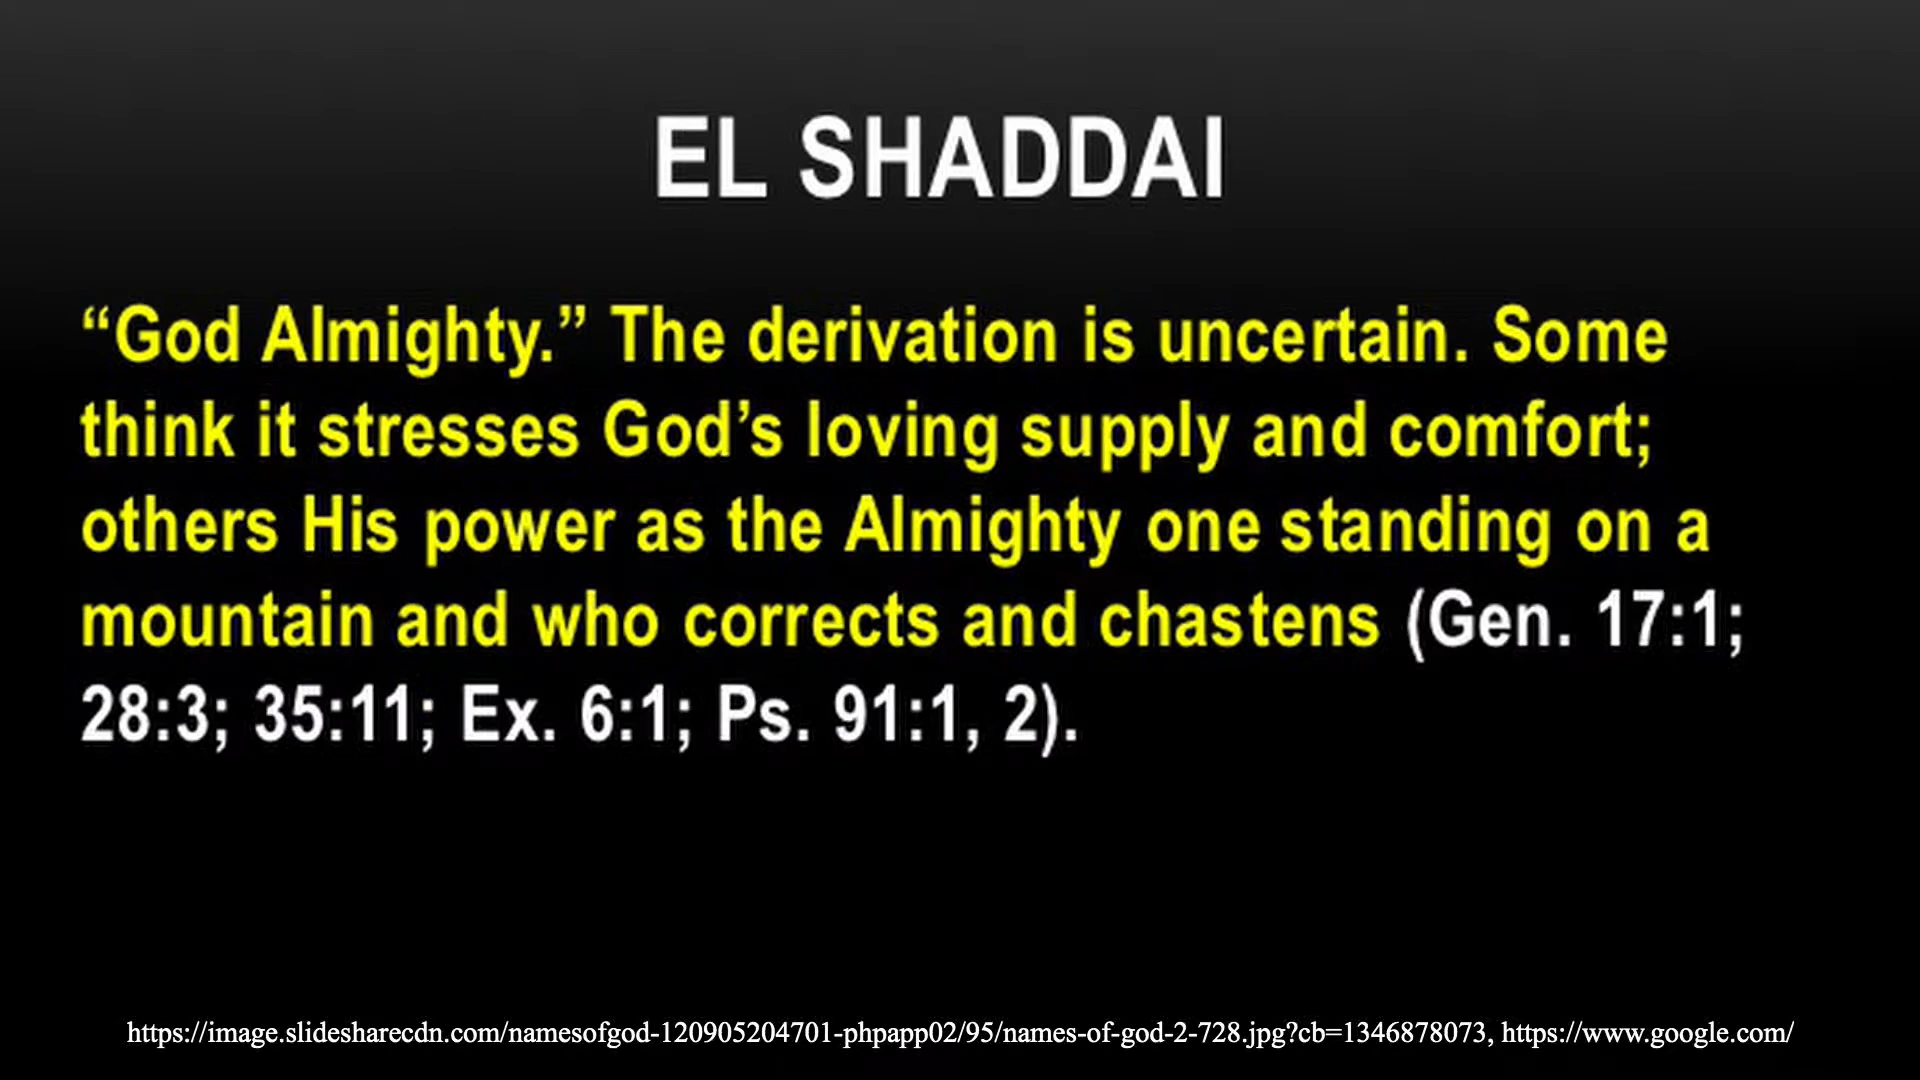 EL SHADDAI
“God Almighty.” The derivation is uncertain. Some
think it stresses God’s loving supply and comfort;
others His power as the Almighty one standing on a
mountain and who corrects and chastens (Gen. 17:1;
28:3; 35:11; Ex. 6:1; Ps. 91:1, 2).
https://image.slidesharecdn.com/namesofgod-120905204701-phpapp02/95/names-of-god-2-728.jpg?cb=1346878073, https://www.google.com/